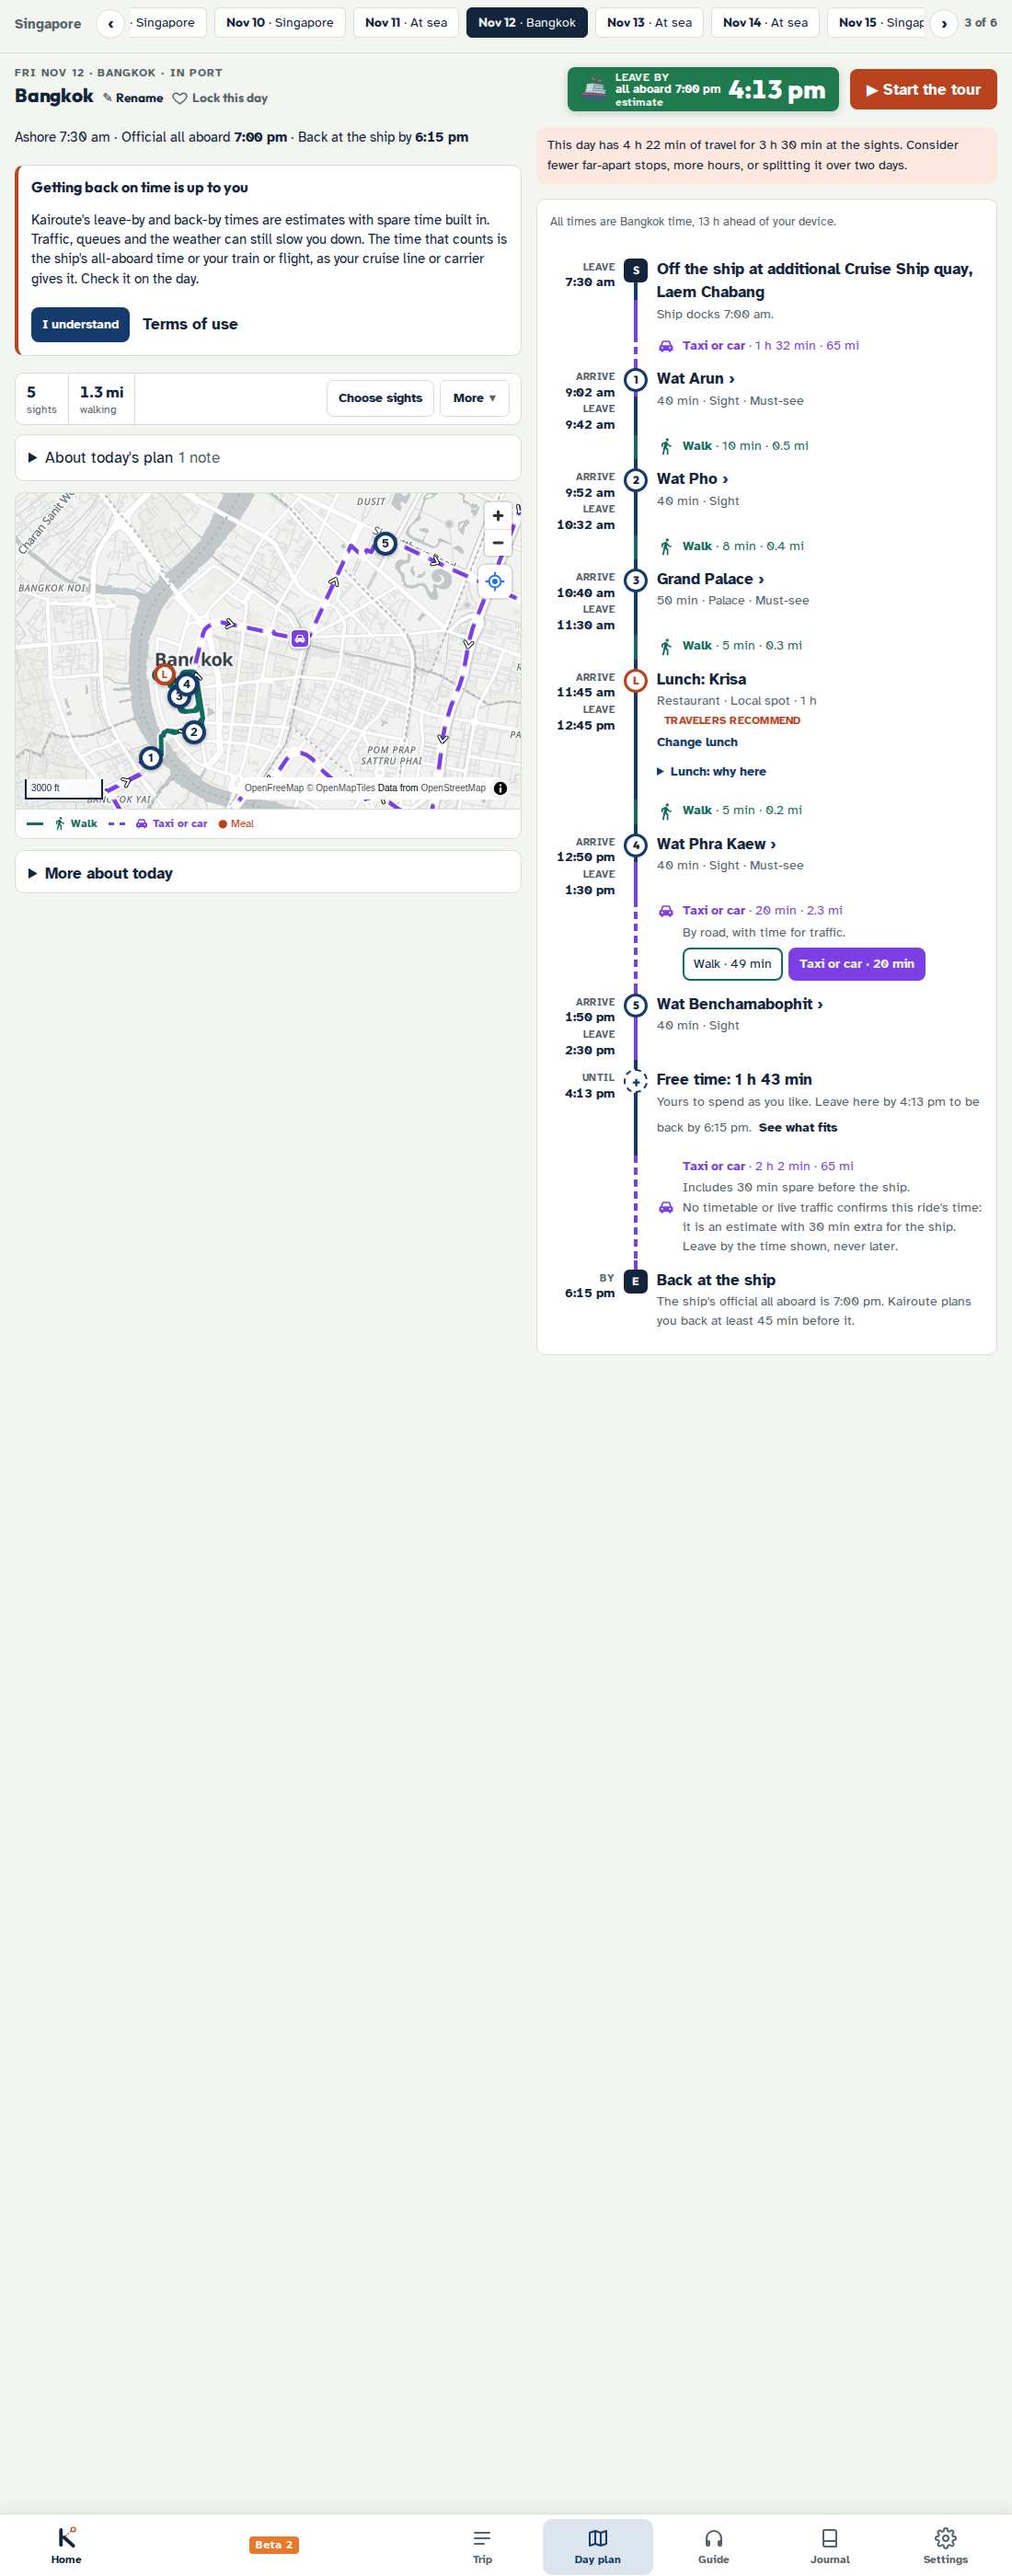 Singapore
‹
· Singapore
Nov 10 · Singapore
Nov 11 · At sea
Nov 12 · Bangkok
Nov 13 · At sea
Nov 14 · At sea
Nov 15 · Singap
›
3 of 6
FRI NOV 12 · BANGKOK · IN PORT
Bangkok ✎ Rename Lock this day
LEAVE BY
all aboard 7:00 pm
estimate
4:13 pm
▶ Start the tour
Ashore 7:30 am · Official all aboard 7:00 pm · Back at the ship by 6:15 pm
Getting back on time is up to you
Kairoute's leave-by and back-by times are estimates with spare time built in.
Traffic, queues and the weather can still slow you down. The time that counts is
the ship's all-aboard time or your train or flight, as your cruise line or carrier
gives it. Check it on the day.
I understand
Terms of use
5
sights
1.3 mi
walking
Choose sights
More ▼
▶ About today's plan 1 note
Charan Sanit W
DUSIT
BANGKOK NOI
Bangkok
POM PRAP
SATTRU PHAI
PA
BANGKOK YAI
5
L
4
3
2
1
+
−
3000 ft
OpenFreeMap © OpenMapTiles Data from OpenStreetMap
Walk
Taxi or car
Meal
▶ More about today
This day has 4 h 22 min of travel for 3 h 30 min at the sights. Consider
fewer far-apart stops, more hours, or splitting it over two days.
All times are Bangkok time, 13 h ahead of your device.
LEAVE
7:30 am
S
Off the ship at additional Cruise Ship quay,
Laem Chabang
Ship docks 7:00 am.
Taxi or car · 1 h 32 min · 65 mi
ARRIVE
9:02 am
LEAVE
9:42 am
1
Wat Arun ›
40 min · Sight · Must-see
Walk · 10 min · 0.5 mi
ARRIVE
9:52 am
LEAVE
10:32 am
2
Wat Pho ›
40 min · Sight
Walk · 8 min · 0.4 mi
ARRIVE
10:40 am
LEAVE
11:30 am
3
Grand Palace ›
50 min · Palace · Must-see
Walk · 5 min · 0.3 mi
ARRIVE
11:45 am
LEAVE
12:45 pm
L
Lunch: Krisa
Restaurant · Local spot · 1 h
TRAVELERS RECOMMEND
Change lunch
▶ Lunch: why here
Walk · 5 min · 0.2 mi
ARRIVE
12:50 pm
LEAVE
1:30 pm
4
Wat Phra Kaew ›
40 min · Sight · Must-see
Taxi or car · 20 min · 2.3 mi
By road, with time for traffic.
Walk · 49 min
Taxi or car · 20 min
ARRIVE
1:50 pm
LEAVE
2:30 pm
5
Wat Benchamabophit ›
40 min · Sight
UNTIL
4:13 pm
+
Free time: 1 h 43 min
Yours to spend as you like. Leave here by 4:13 pm to be
back by 6:15 pm. See what fits
Taxi or car · 2 h 2 min · 65 mi
Includes 30 min spare before the ship.
No timetable or live traffic confirms this ride's time:
it is an estimate with 30 min extra for the ship.
Leave by the time shown, never later.
BY
6:15 pm
E
Back at the ship
The ship's official all aboard is 7:00 pm. Kairoute plans
you back at least 45 min before it.
Home
Beta 2
Trip
Day plan
Guide
Journal
Settings